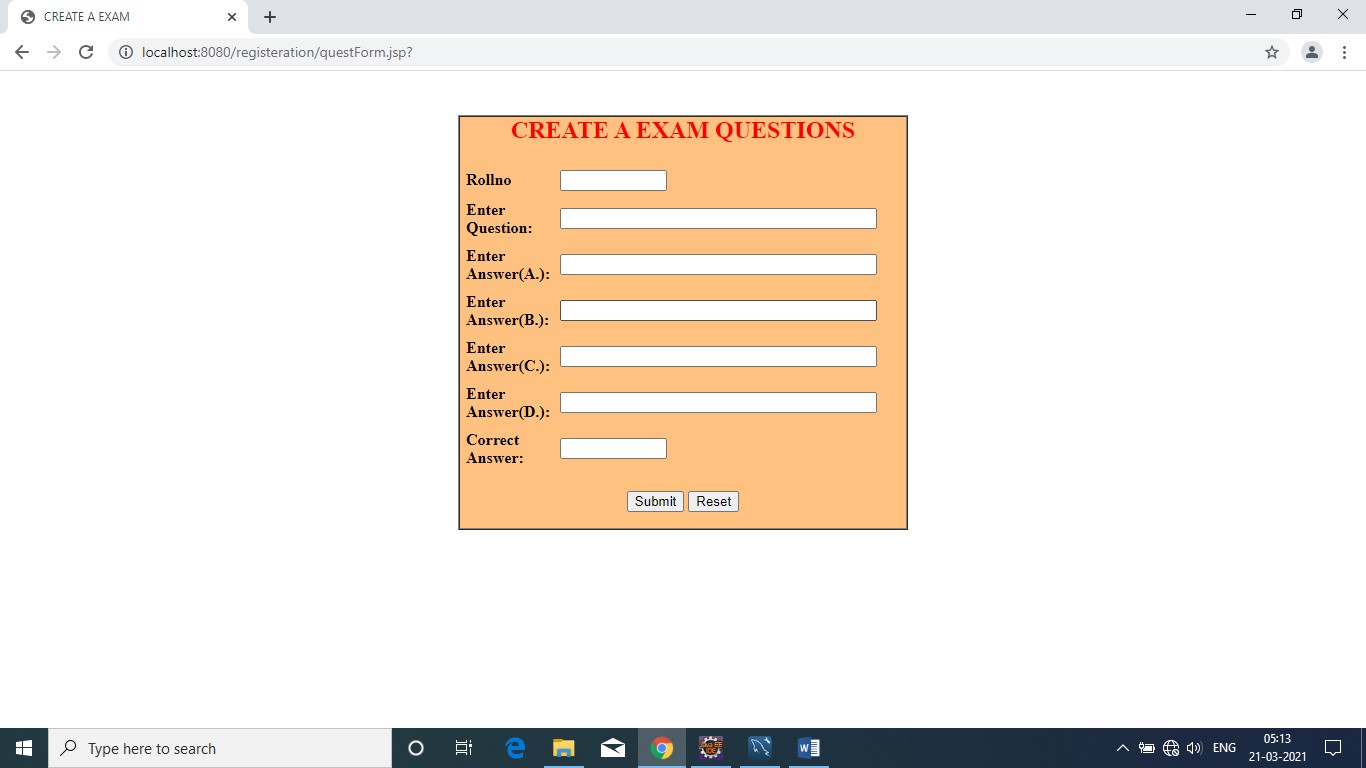 CREATE A EXAM
localhost:8080/registeration/questForm.jsp?
CREATE A EXAM QUESTIONS
Rollno
Enter
Question:
Enter
Answer(A.):
Enter
Answer(B.):
Enter
Answer(C.):
Enter
Answer(D.):
Correct
Answer:
Submit Reset
Type here to search
ENG
05:13
21-03-2021